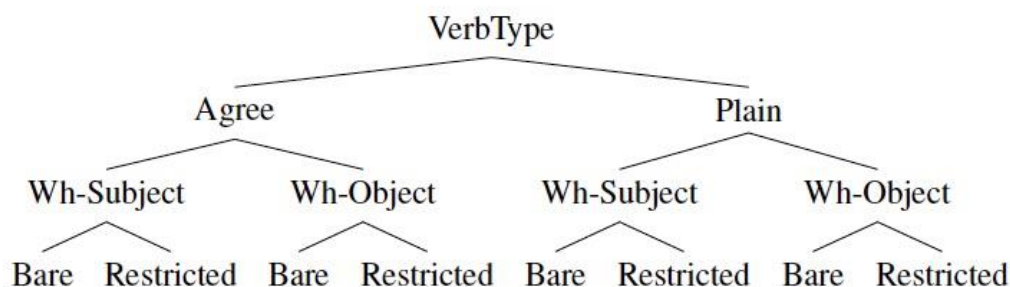 VerbType
Agree Plain
Wh-Subject Wh-Object Wh-Subject Wh-Object
Bare Restricted Bare Restricted Bare Restricted Bare Restricted